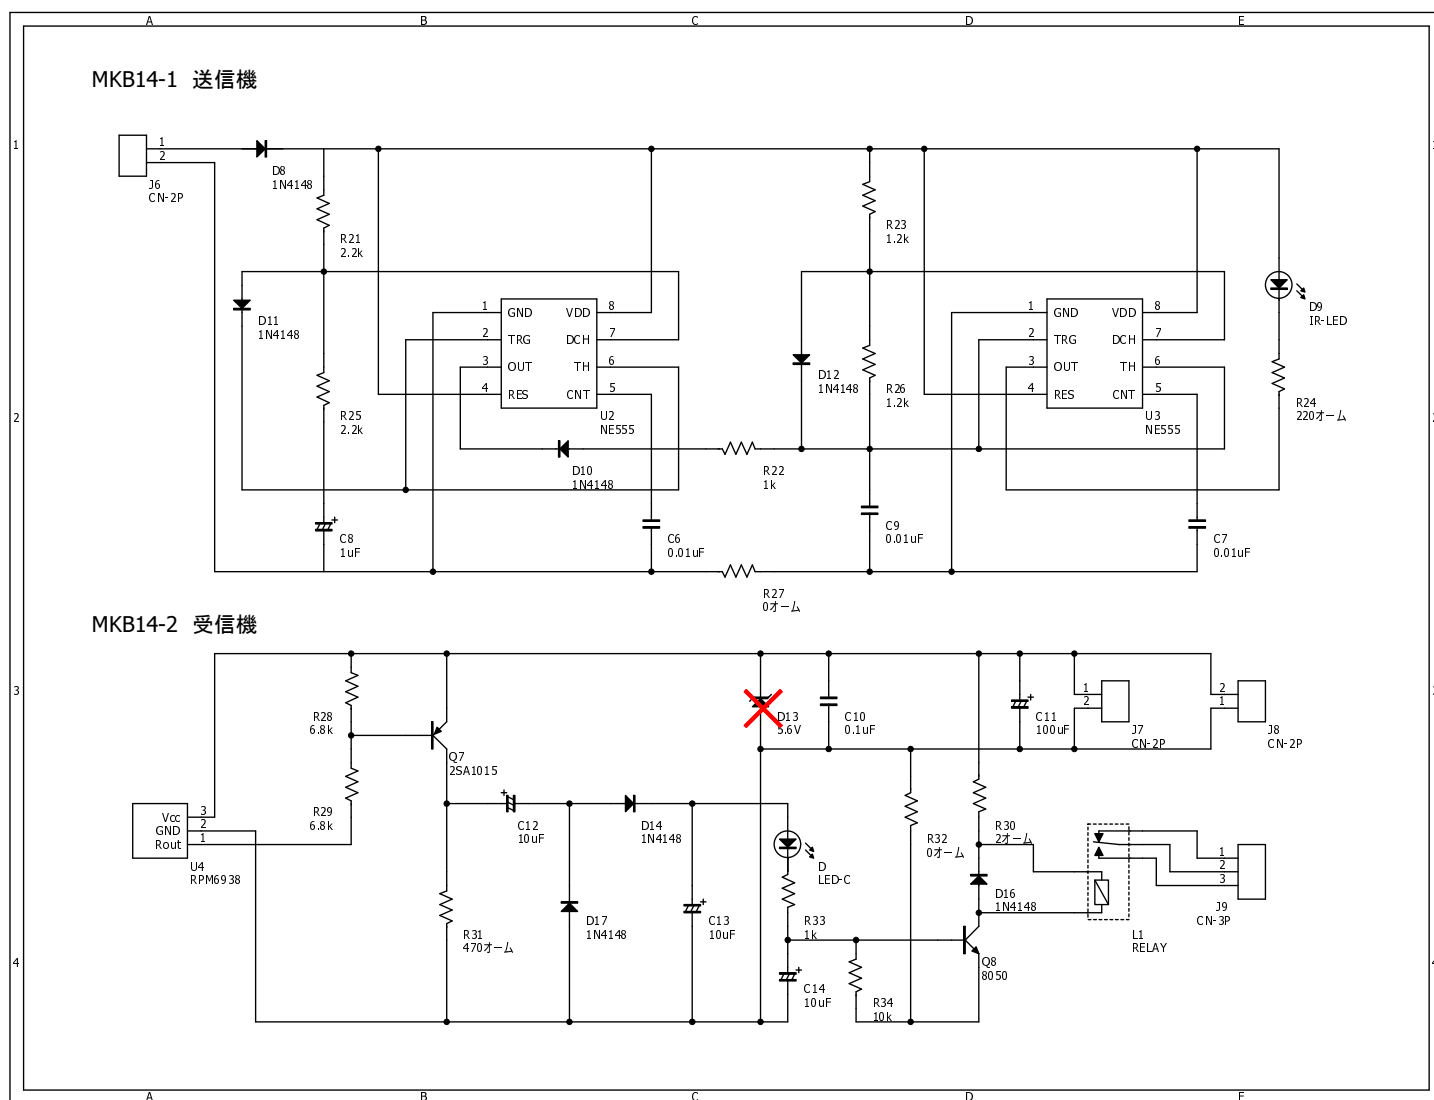 A B C D E
MKB14-1 送信機
1
J6
CN-2P
1
2
D8
1N4148
R21
2.2k
R23
1.2k
D11
1N4148
1 GND VDD 8
2 TRG DCH 7
3 OUT TH 6
4 RES CNT 5
U2
NE555
D12
1N4148
R26
1.2k
1 GND VDD 8
2 TRG DCH 7
3 OUT TH 6
4 RES CNT 5
U3
NE555
D9
IR-LED
R24
220オーム
2
R25
2.2k
D10
1N4148
R22
1k
+
C8
1uF
C6
0.01uF
C9
0.01uF
C7
0.01uF
R27
0オーム
MKB14-2 受信機
3
R28
6.8k
Q7
2SA1015
D13
5.6V
C10
0.1uF
+
C11
100uF
1
2
J7
CN-2P
2
1
J8
CN-2P
R29
6.8k
Vcc 3
GND 2
Rout 1
U4
RPM6938
+
C12
10uF
D14
1N4148
D
LED-C
R32
0オーム
R30
2オーム
1
2
3
J9
CN-3P
R31
470オーム
D17
1N4148
+
C13
10uF
R33
1k
D16
1N4148
L1
RELAY
4
+
C14
10uF
R34
10k
Q8
8050
A B C D E